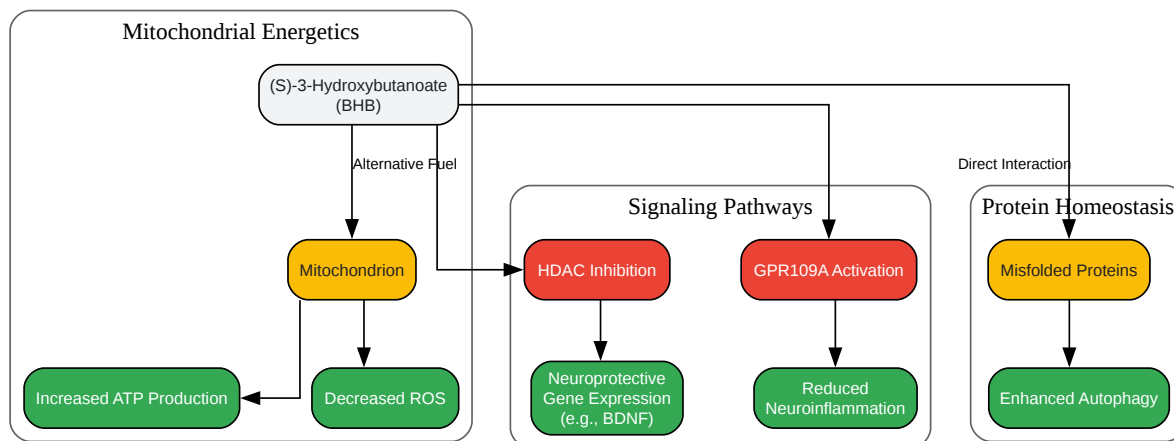 Mitochondrial Energetics
(S)-3-Hydroxybutanoate
(BHB)
Alternative Fuel
Direct Interaction
Signaling Pathways
Protein Homeostasis
Mitochondrion
HDAC Inhibition
GPR109A Activation
Misfolded Proteins
Increased ATP Production
Decreased ROS
Neuroprotective
Gene Expression
(e.g., BDNF)
Reduced
Neuroinflammation
Enhanced Autophagy